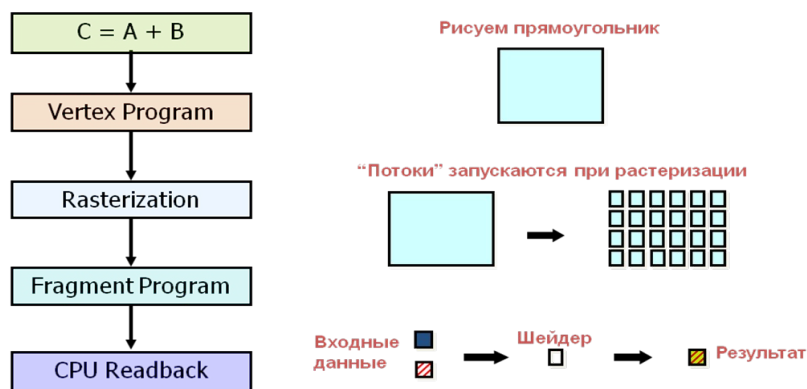 C = A + B
Vertex Program
Rasterization
Fragment Program
CPU Readback
Рисуем прямоугольник
“Потоки” запускаются при растеризации
Входные
данные
Шейдер
Результат